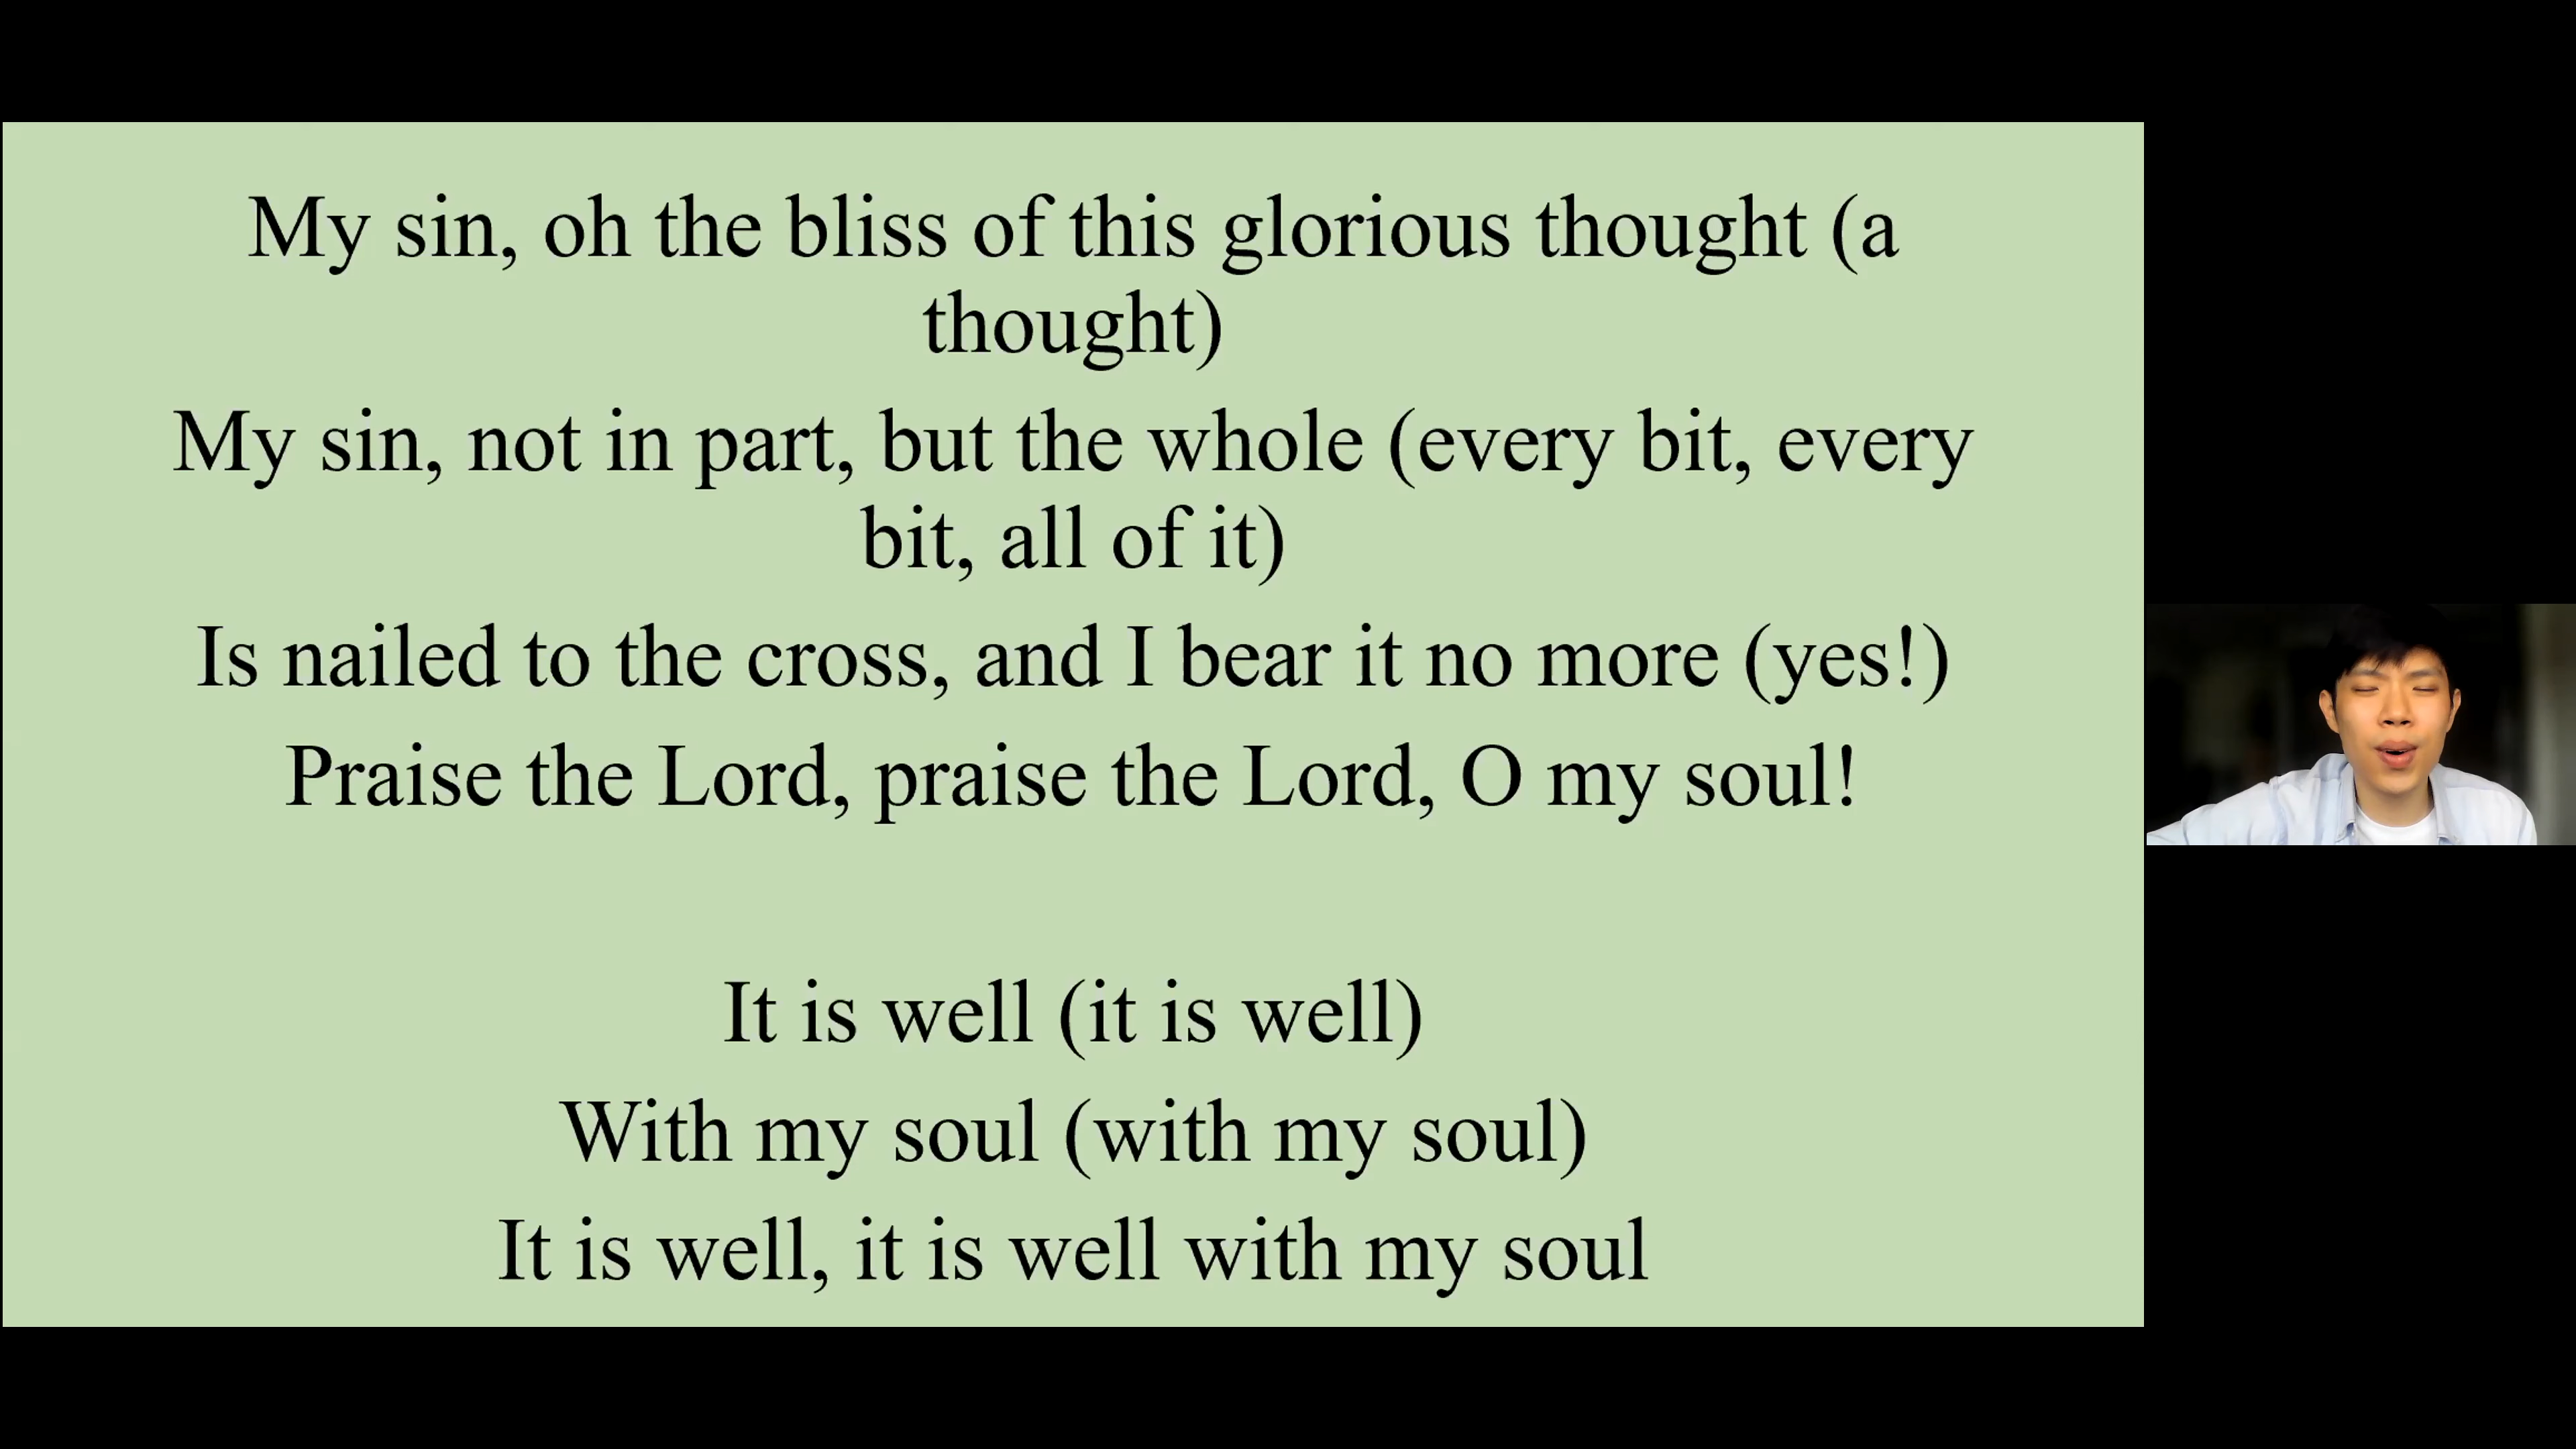 My sin, oh the bliss of this glorious thought (a
thought)
My sin, not in part, but the whole (every bit, every
bit, all of it)
Is nailed to the cross, and I bear it no more (yes!)
Praise the Lord, praise the Lord, O my soul!
It is well (it is well)
With my soul (with my soul)
It is well, it is well with my soul